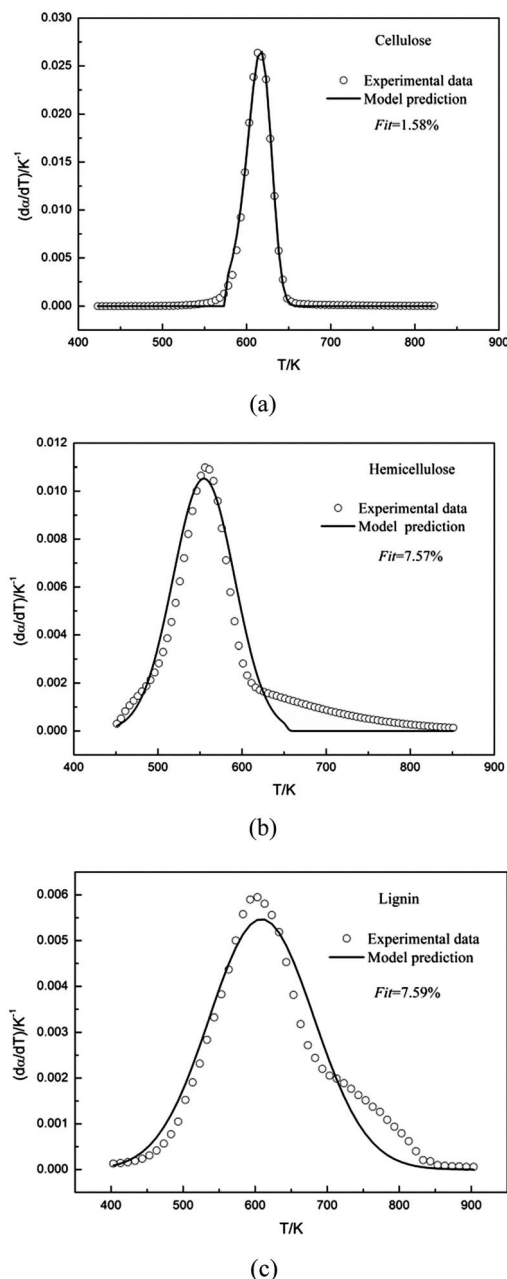 Cellulose
Experimental data
Model prediction
Fit=1.58%
0.030
0.025
0.020
0.015
0.010
0.005
0.000
(dα/dT)/K⁻¹
400 500 600 700 800 900
T/K
(a)
0.012
Hemicellulose
0.010
Experimental data
Model prediction
Fit=7.57%
0.008
0.006
0.004
0.002
0.000
(dα/dT)/K⁻¹
400 500 600 700 800 900
T/K
(b)
0.006
Lignin
0.005
Experimental data
Model prediction
Fit=7.59%
0.004
0.003
0.002
0.001
0.000
(dα/dT)/K⁻¹
400 500 600 700 800 900
T/K
(c)